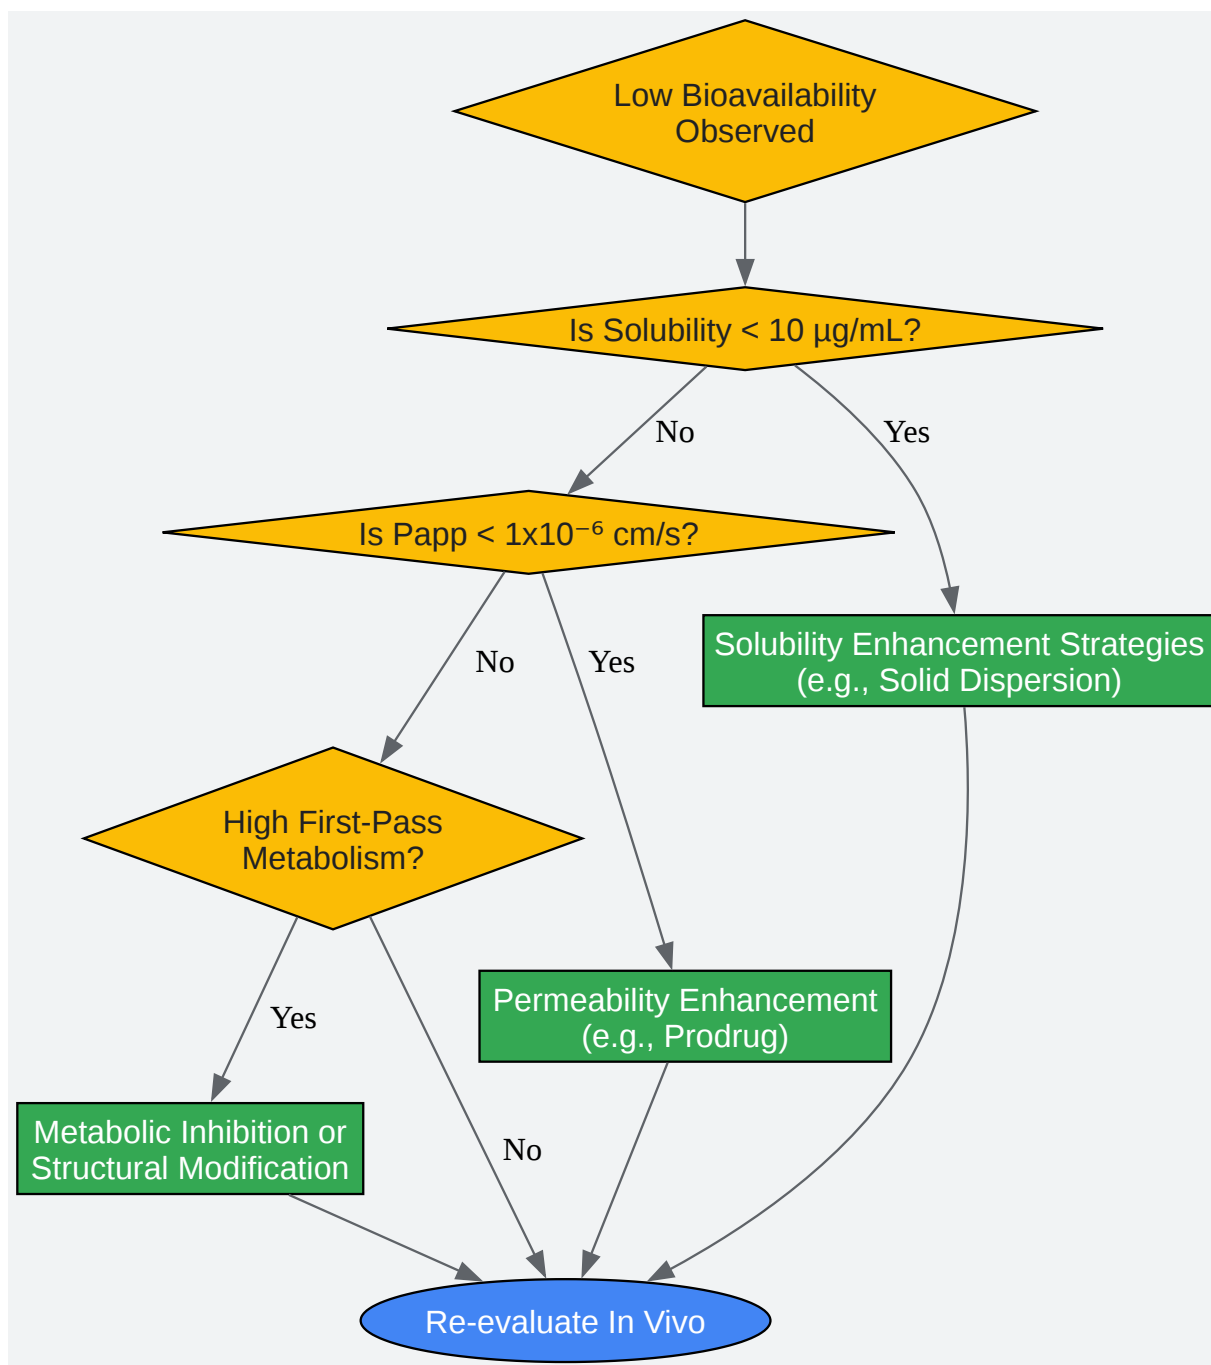 Low Bioavailability
Observed
Is Solubility < 10 µg/mL?
No
Yes
Is Papp < 1x10⁻⁶ cm/s?
No
Yes
Solubility Enhancement Strategies
(e.g., Solid Dispersion)
High First-Pass
Metabolism?
Permeability Enhancement
(e.g., Prodrug)
Yes
Metabolic Inhibition or
Structural Modification
No
Re-evaluate In Vivo